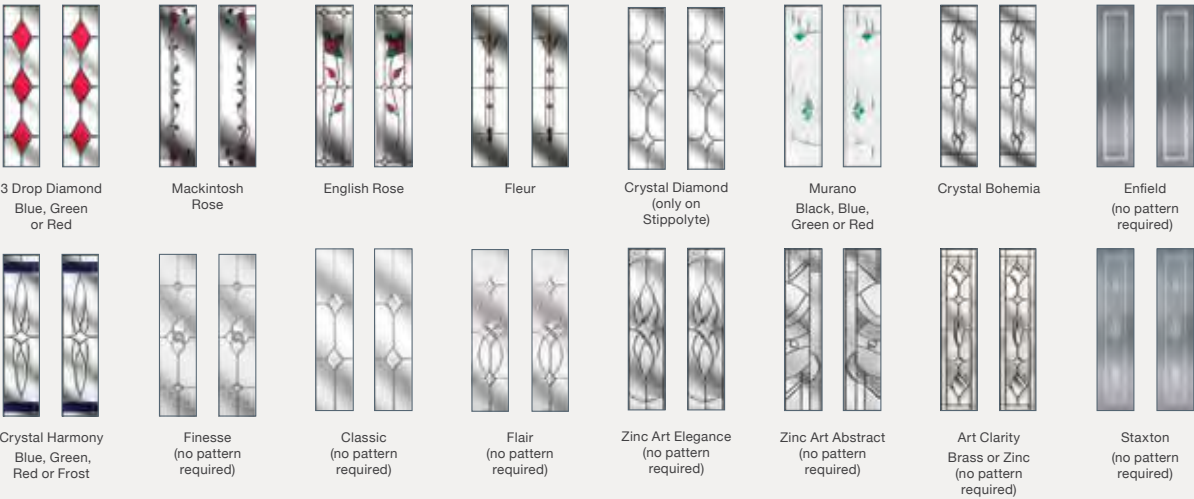 3 Drop Diamond
Blue, Green
or Red
Mackintosh
Rose
English Rose
Fleur
Crystal Diamond
(only on
Stippolyte)
Murano
Black, Blue,
Green or Red
Crystal Bohemia
Enfield
(no pattern
required)
Crystal Harmony
Blue, Green,
Red or Frost
Finesse
(no pattern
required)
Classic
(no pattern
required)
Flair
(no pattern
required)
Zinc Art Elegance
(no pattern
required)
Zinc Art Abstract
(no pattern
required)
Art Clarity
Brass or Zinc
(no pattern
required)
Staxton
(no pattern
required)